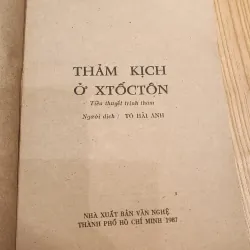 THẢM KỊCH
Ở XTỐCTÔN
Tiểu thuyết trinh thám
Người dịch : TÔ HẢI ANH
NHÀ XUẤT BẢN VĂN NGHỆ
THÀNH PHỐ HỒ CHÍ MINH 1987